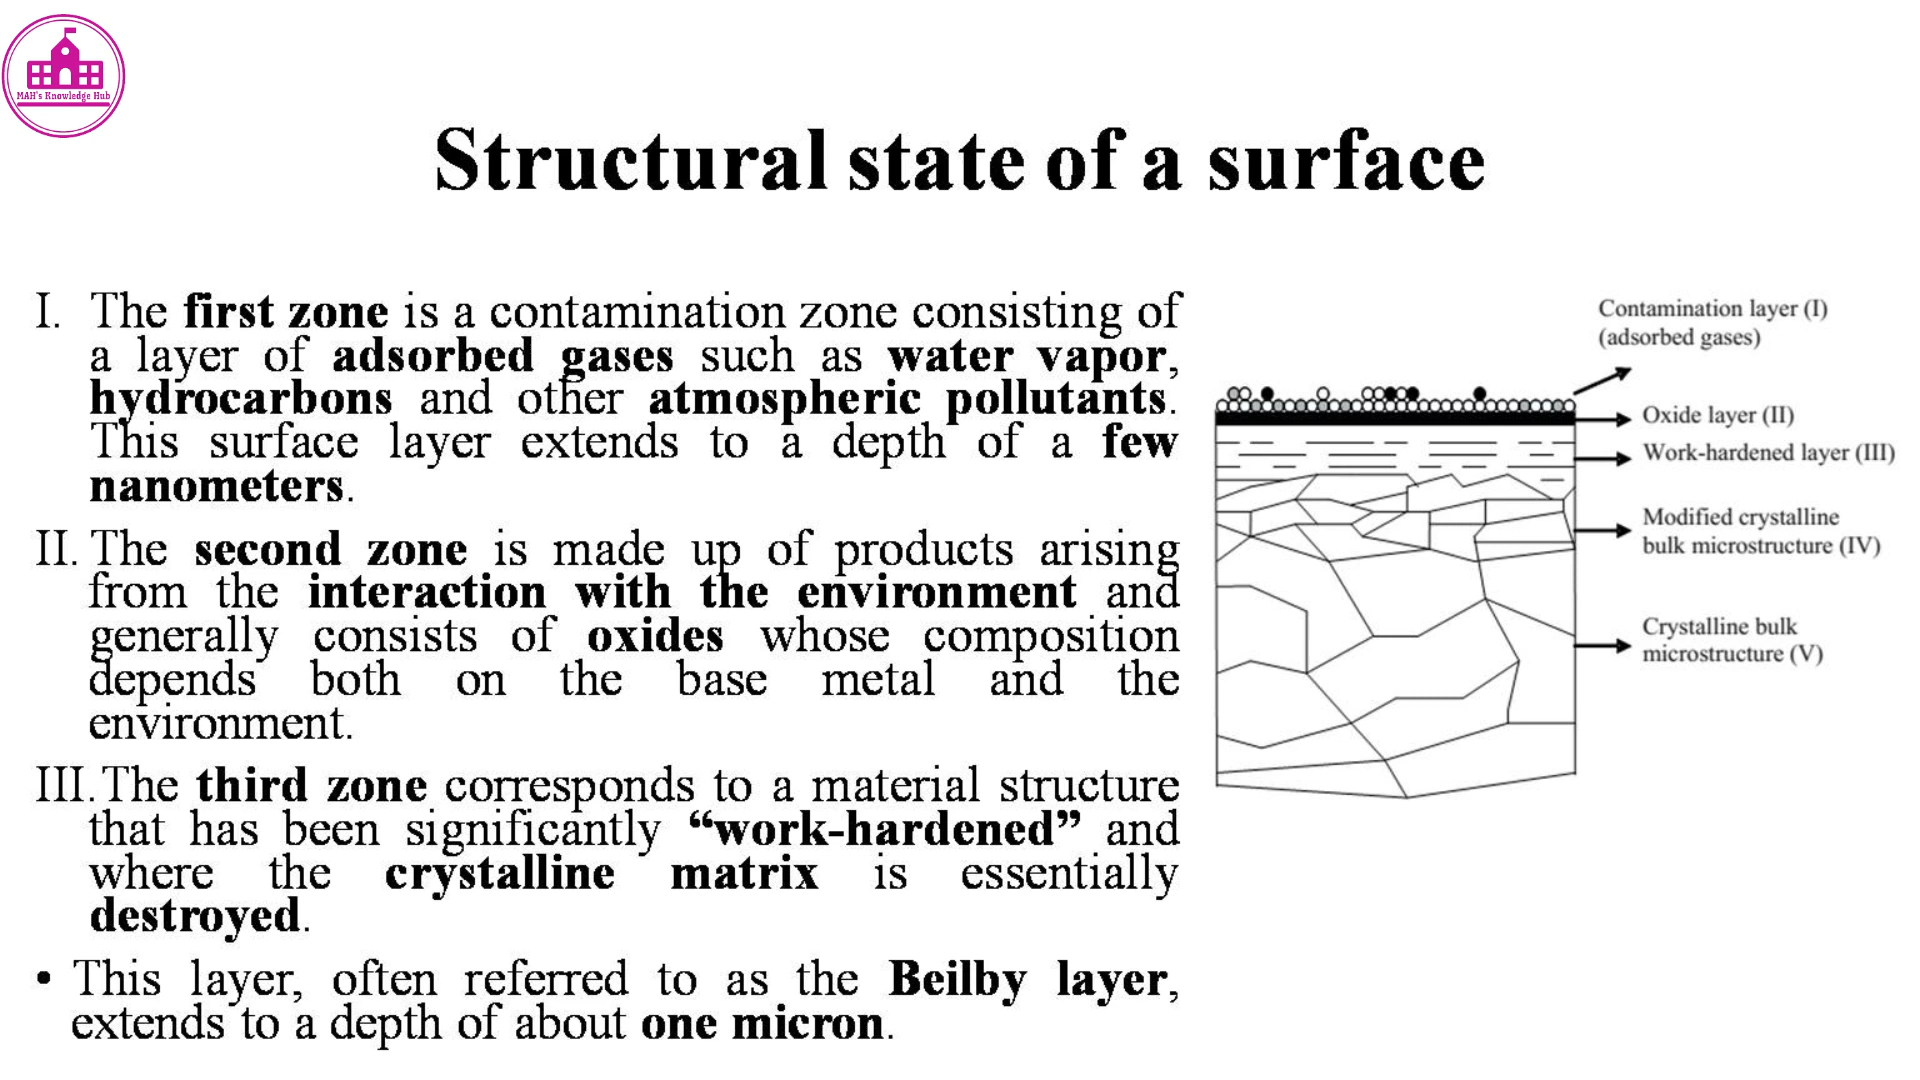 MAH's Knowledge Hub
Structural state of a surface
I. The first zone is a contamination zone consisting of
a layer of adsorbed gases such as water vapor,
hydrocarbons and other atmospheric pollutants.
This surface layer extends to a depth of a few
nanometers.
II. The second zone is made up of products arising
from the interaction with the environment and
generally consists of oxides whose composition
depends both on the base metal and the
environment.
III. The third zone corresponds to a material structure
that has been significantly “work-hardened” and
where the crystalline matrix is essentially
destroyed.
• This layer, often referred to as the Beilby layer,
extends to a depth of about one micron.
Contamination layer (I)
(adsorbed gases)
Oxide layer (II)
Work-hardened layer (III)
Modified crystalline
bulk microstructure (IV)
Crystalline bulk
microstructure (V)